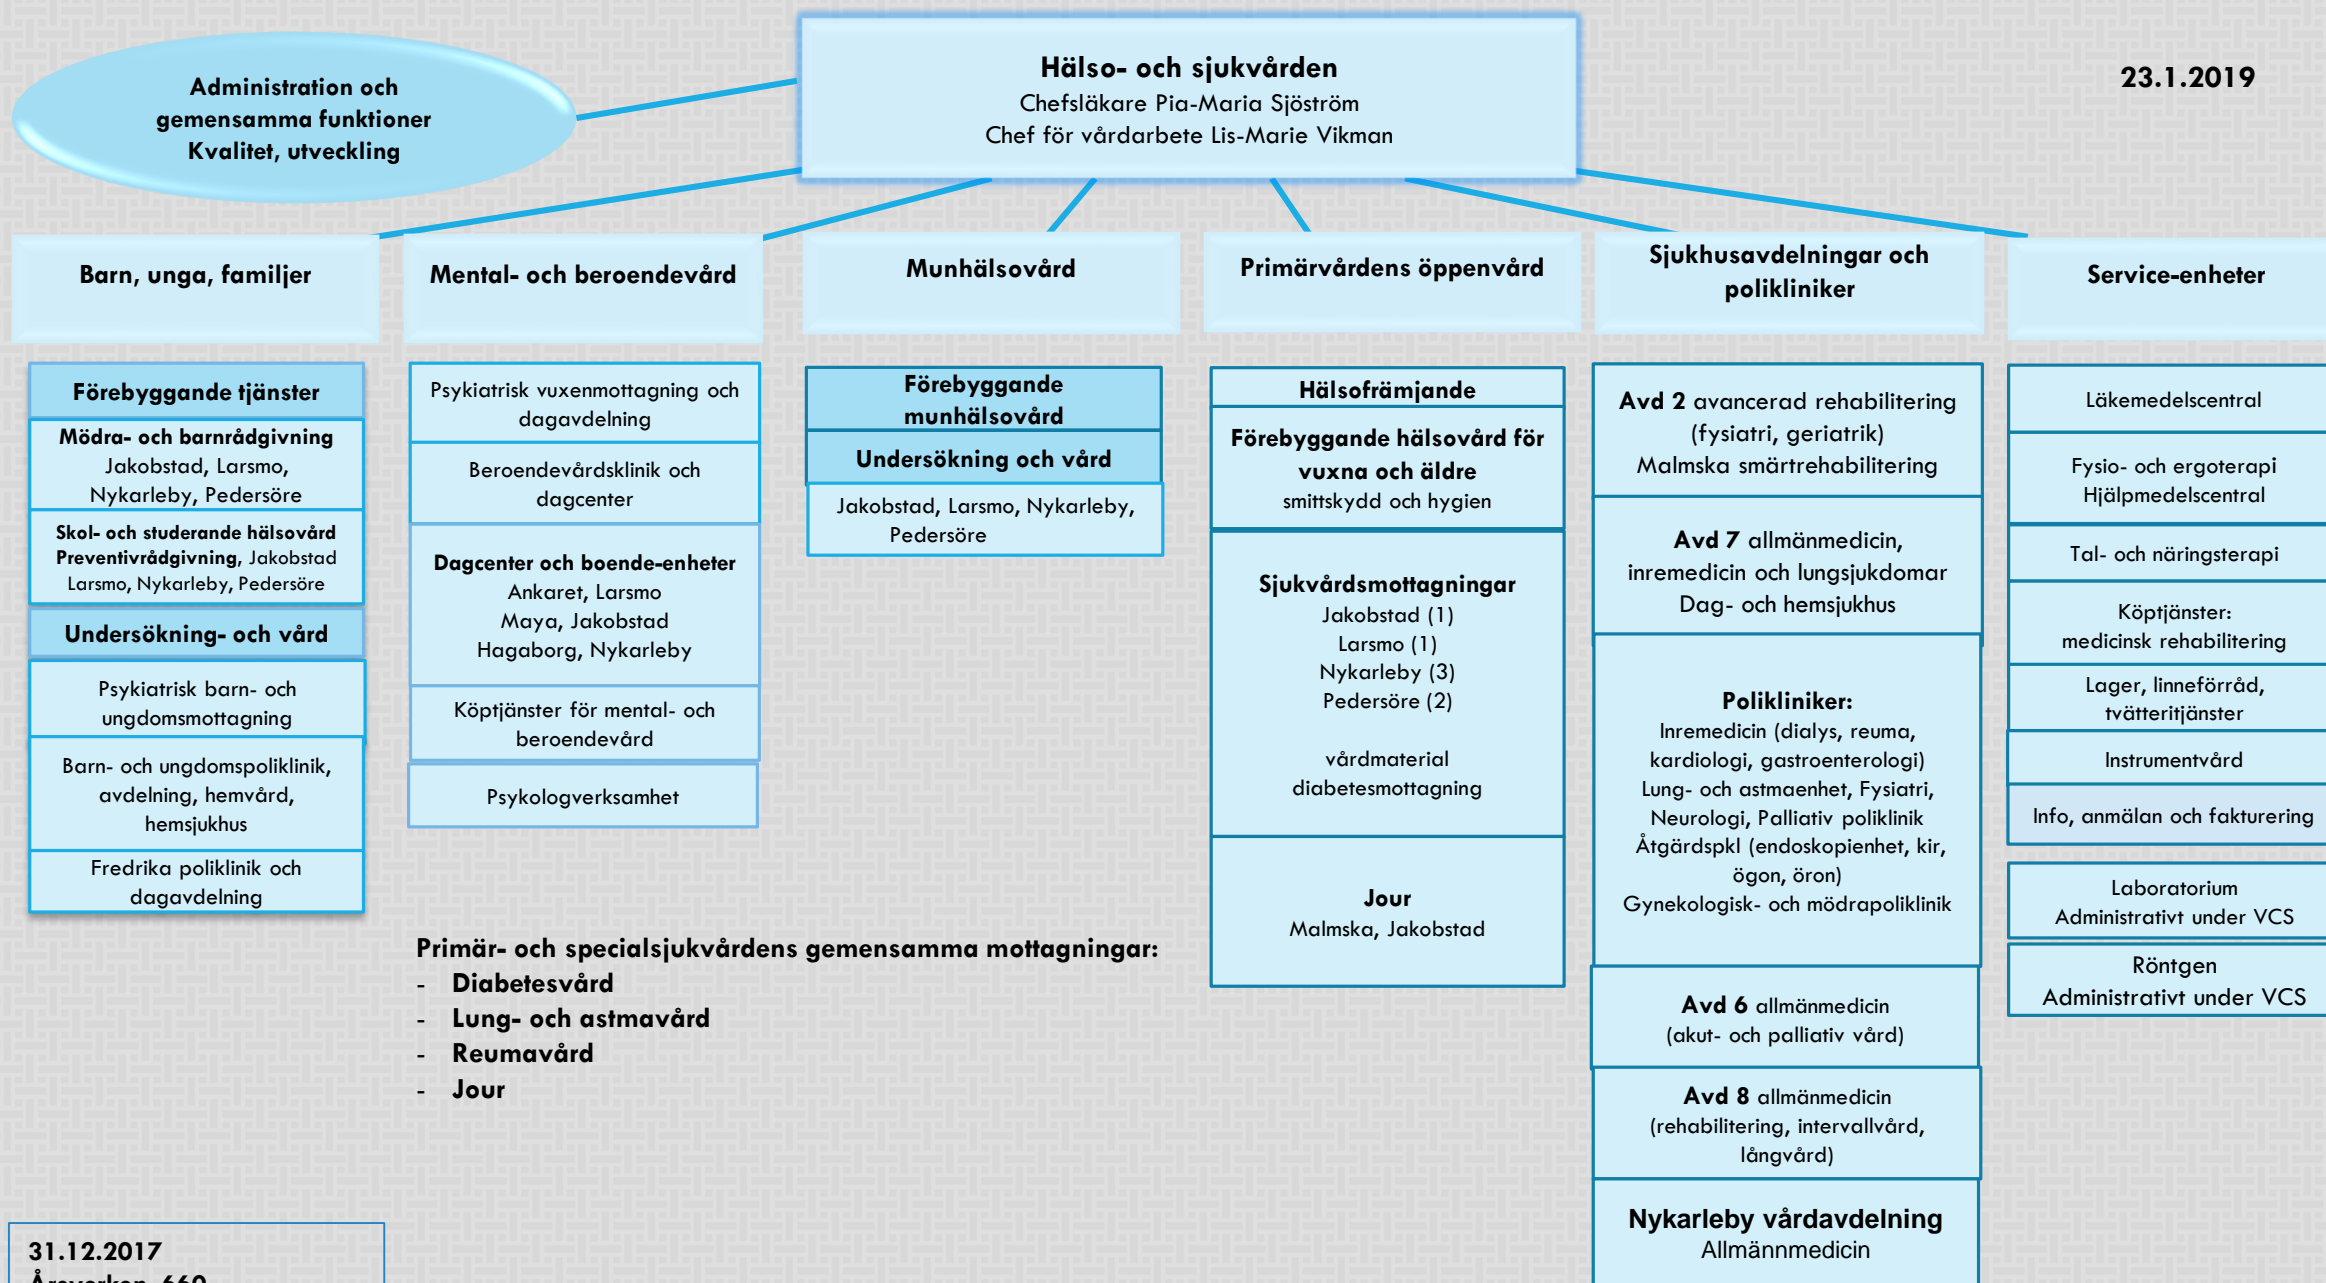 Administration och
gemensamma funktioner
Kvalitet, utveckling
Hälso- och sjukvården
Chefsläkare Pia-Maria Sjöström
Chef för vårdarbete Lis-Marie Vikman
23.1.2019
Barn, unga, familjer
Förebyggande tjänster
Mödra- och barnrådgivning
Jakobstad, Larsmo,
Nykarleby, Pedersöre
Skol- och studerande hälsovård
Preventivrådgivning, Jakobstad
Larsmo, Nykarleby, Pedersöre
Undersökning- och vård
Psykiatrisk barn- och
ungdomsmottagning
Barn- och ungdomspoliklinik,
avdelning, hemvård,
hemsjukhus
Fredrika poliklinik och
dagavdelning
Mental- och beroendevård
Psykiatrisk vuxenmottagning och
dagavdelning
Beroendevårdsklinik och
dagcenter
Dagcenter och boende-enheter
Ankaret, Larsmo
Maya, Jakobstad
Hagaborg, Nykarleby
Köptjänster för mental- och
beroendevård
Psykologverksamhet
Munhälsovård
Förebyggande
munhälsovård
Undersökning och vård
Jakobstad, Larsmo, Nykarleby,
Pedersöre
Primärvårdens öppenvård
Hälsofrämjande
Förebyggande hälsovård för
vuxna och äldre
smittskydd och hygien
Sjukvårdsmottagningar
Jakobstad (1)
Larsmo (1)
Nykarleby (3)
Pedersöre (2)
vårdmaterial
diabetesmottagning
Jour
Malmska, Jakobstad
Sjukhusavdelningar och
polikliniker
Avd 2 avancerad rehabilitering
(fysiatri, geriatrik)
Malmska smärtrehabilitering
Avd 7 allmänmedicin,
inremedicin och lungsjukdomar
Dag- och hemsjukhus
Polikliniker:
Inremedicin (dialys, reuma,
kardiologi, gastroenterologi)
Lung- och astmaenhet, Fysiatri,
Neurologi, Palliativ poliklinik
Åtgärdspkl (endoskopienhet, kir,
ögon, öron)
Gynekologisk- och mödrapoliklinik
Avd 6 allmänmedicin
(akut- och palliativ vård)
Avd 8 allmänmedicin
(rehabilitering, intervallvård,
långvård)
Nykarleby vårdavdelning
Allmännmedicin
Service-enheter
Läkemedelscentral
Fysio- och ergoterapi
Hjälpmedelscentral
Tal- och näringsterapi
Köptjänster:
medicinsk rehabilitering
Lager, linneförråd,
tvätteritjänster
Instrumentvård
Info, anmälan och fakturering
Laboratorium
Administrativt under VCS
Röntgen
Administrativt under VCS
Primär- och specialsjukvårdens gemensamma mottagningar:
- Diabetesvård
- Lung- och astmavård
- Reumavård
- Jour
31.12.2017
Årsverken 660